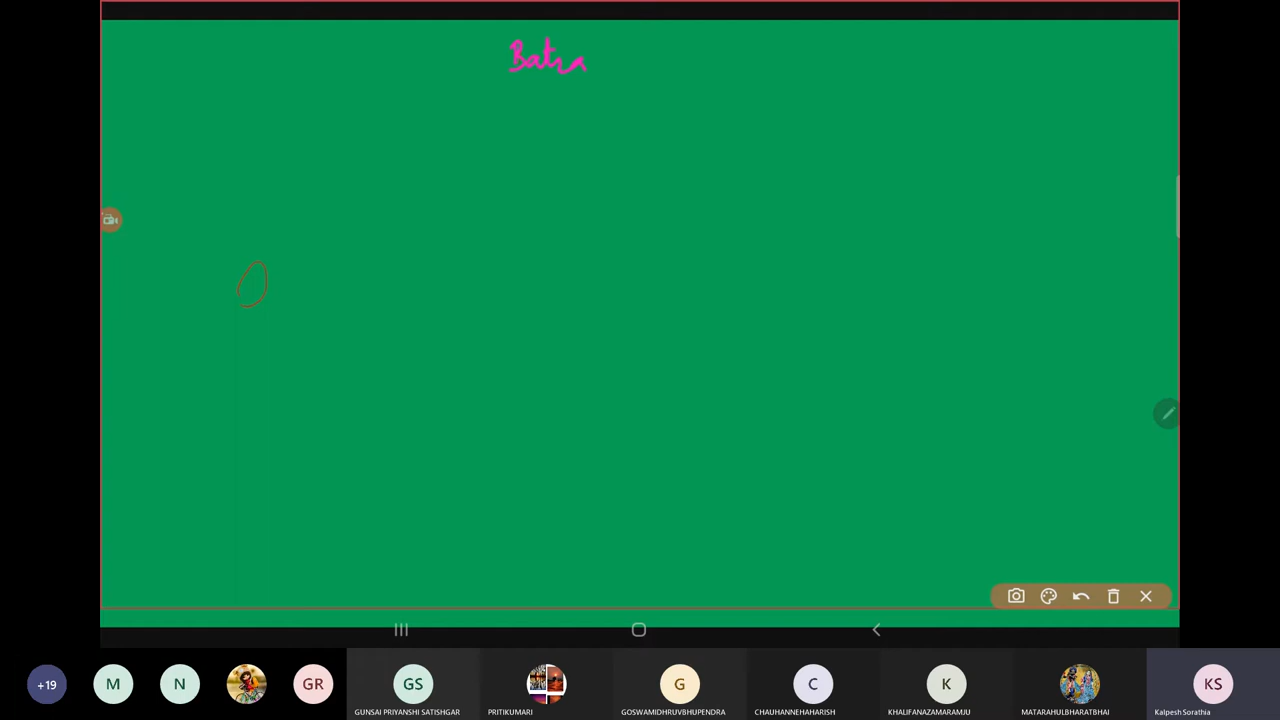 Batra
+19
M
N
GR
GS
G
C
K
KS
GUNSAI PRIYANSHI SATISHGAR
PRITIKUMARI
GOSWAMIDHRUVBHUPENDRA
CHAUHANNEHAHARISH
KHALIFANAZAMARAMJU
MATARAHULBHARATBHAI
Kalpesh Sorathia